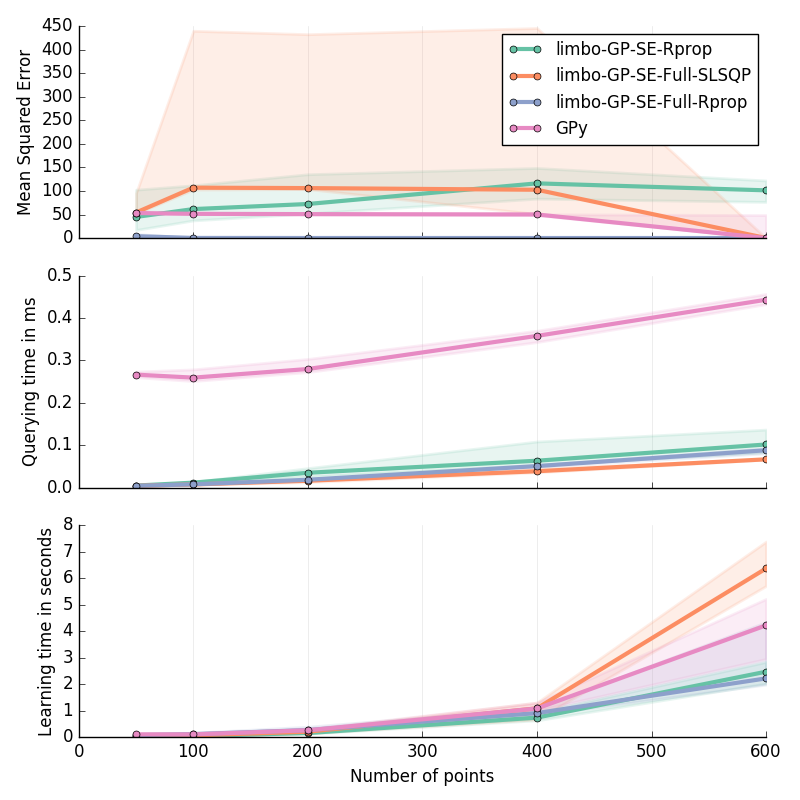 450
400
350
300
250
200
150
100
50
0
Mean Squared Error
limbo-GP-SE-Rprop
limbo-GP-SE-Full-SLSQP
limbo-GP-SE-Full-Rprop
GPy
0.5
0.4
0.3
0.2
0.1
0.0
Querying time in ms
8
7
6
5
4
3
2
1
0
Learning time in seconds
0 100 200 300 400 500 600
Number of points